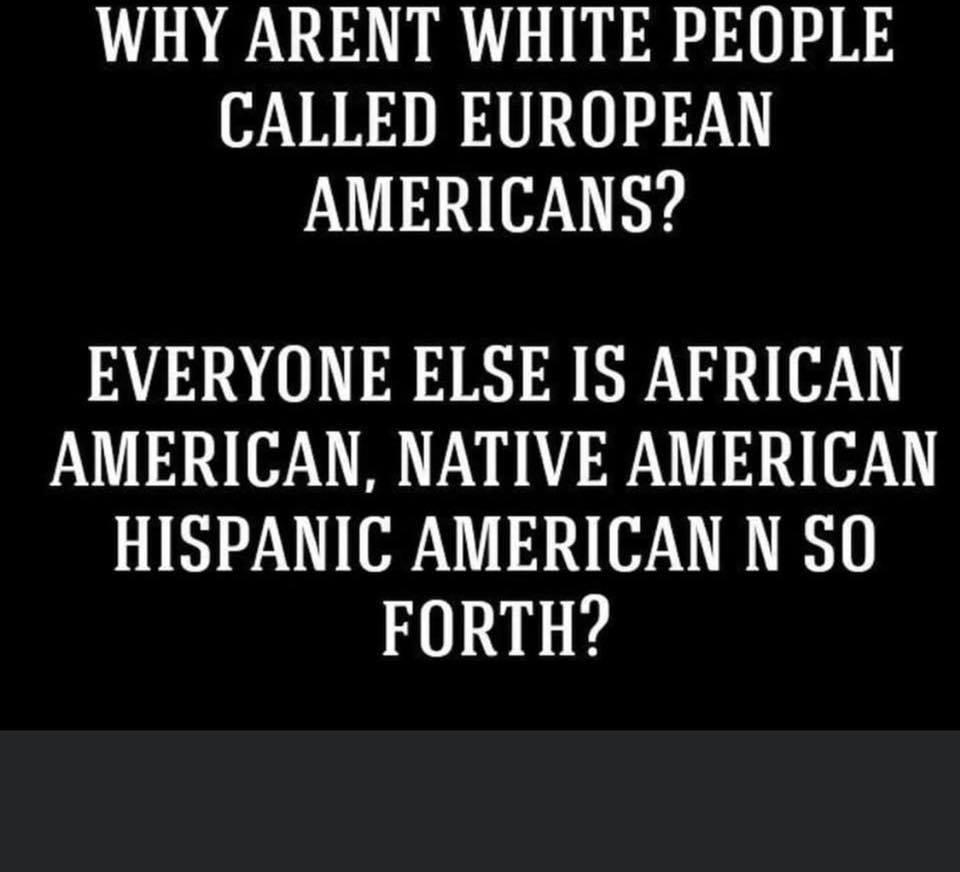 WHY ARENT WHITE PEOPLE
CALLED EUROPEAN
AMERICANS?
EVERYONE ELSE IS AFRICAN
AMERICAN, NATIVE AMERICAN
HISPANIC AMERICAN N SO
FORTH?